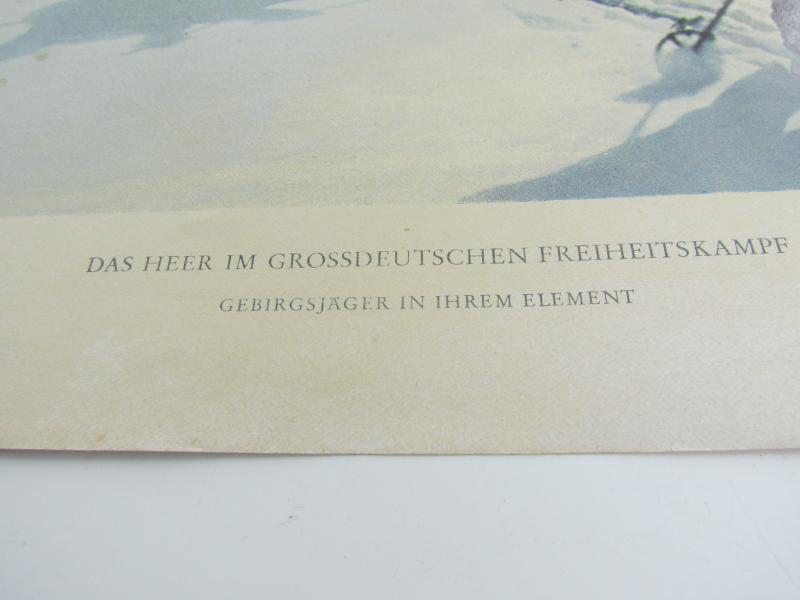 DAS HEER IM GROSSDEUTSCHEN FREIHEITSKAMPF
GEBIRGSJÄGER IN IHREM ELEMENT